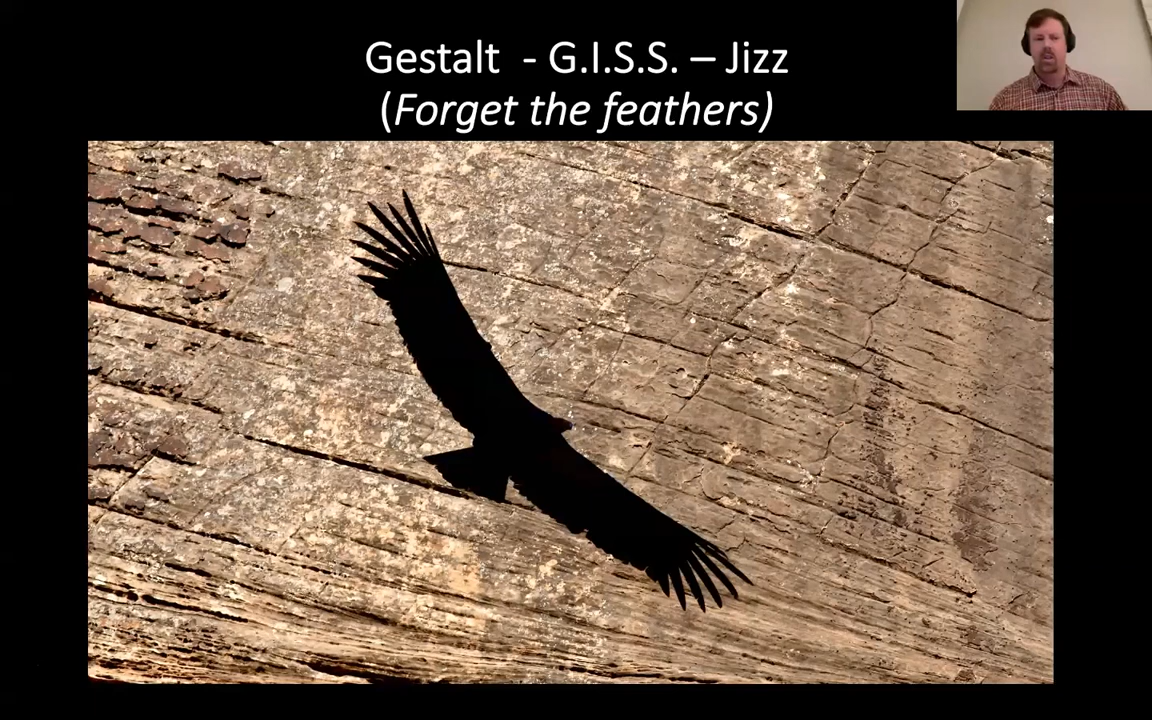 Gestalt - G.I.S.S. – Jizz
(Forget the feathers)